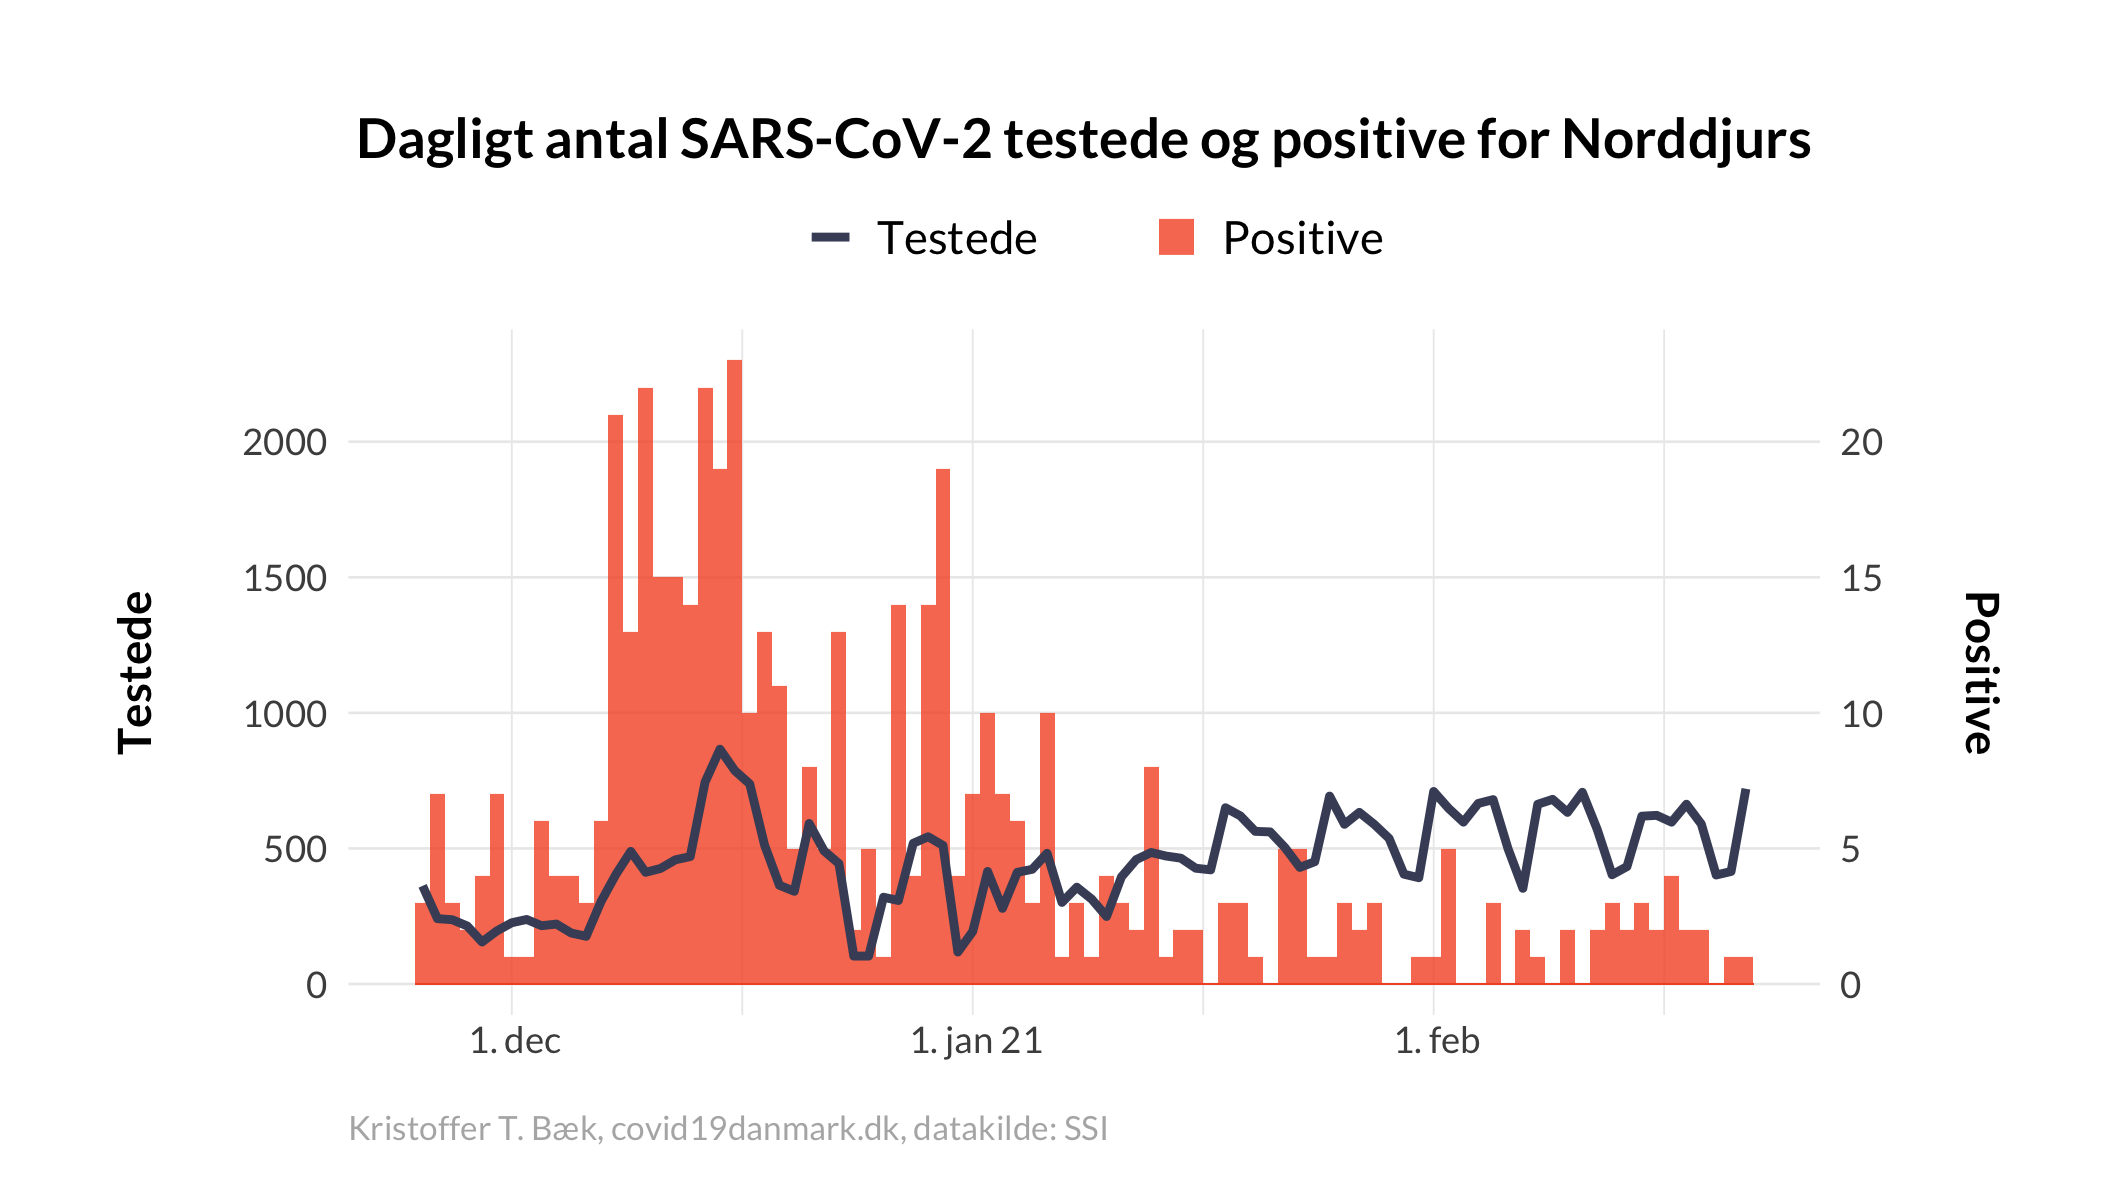 Dagligt antal SARS-CoV-2 testede og positive for Norddjurs
Testede
Positive
2000
1500
1000
500
0
Testede
20
15
10
5
0
Positive
1. dec
1. jan 21
1. feb
Kristoffer T. Bæk, covid19danmark.dk, datakilde: SSI